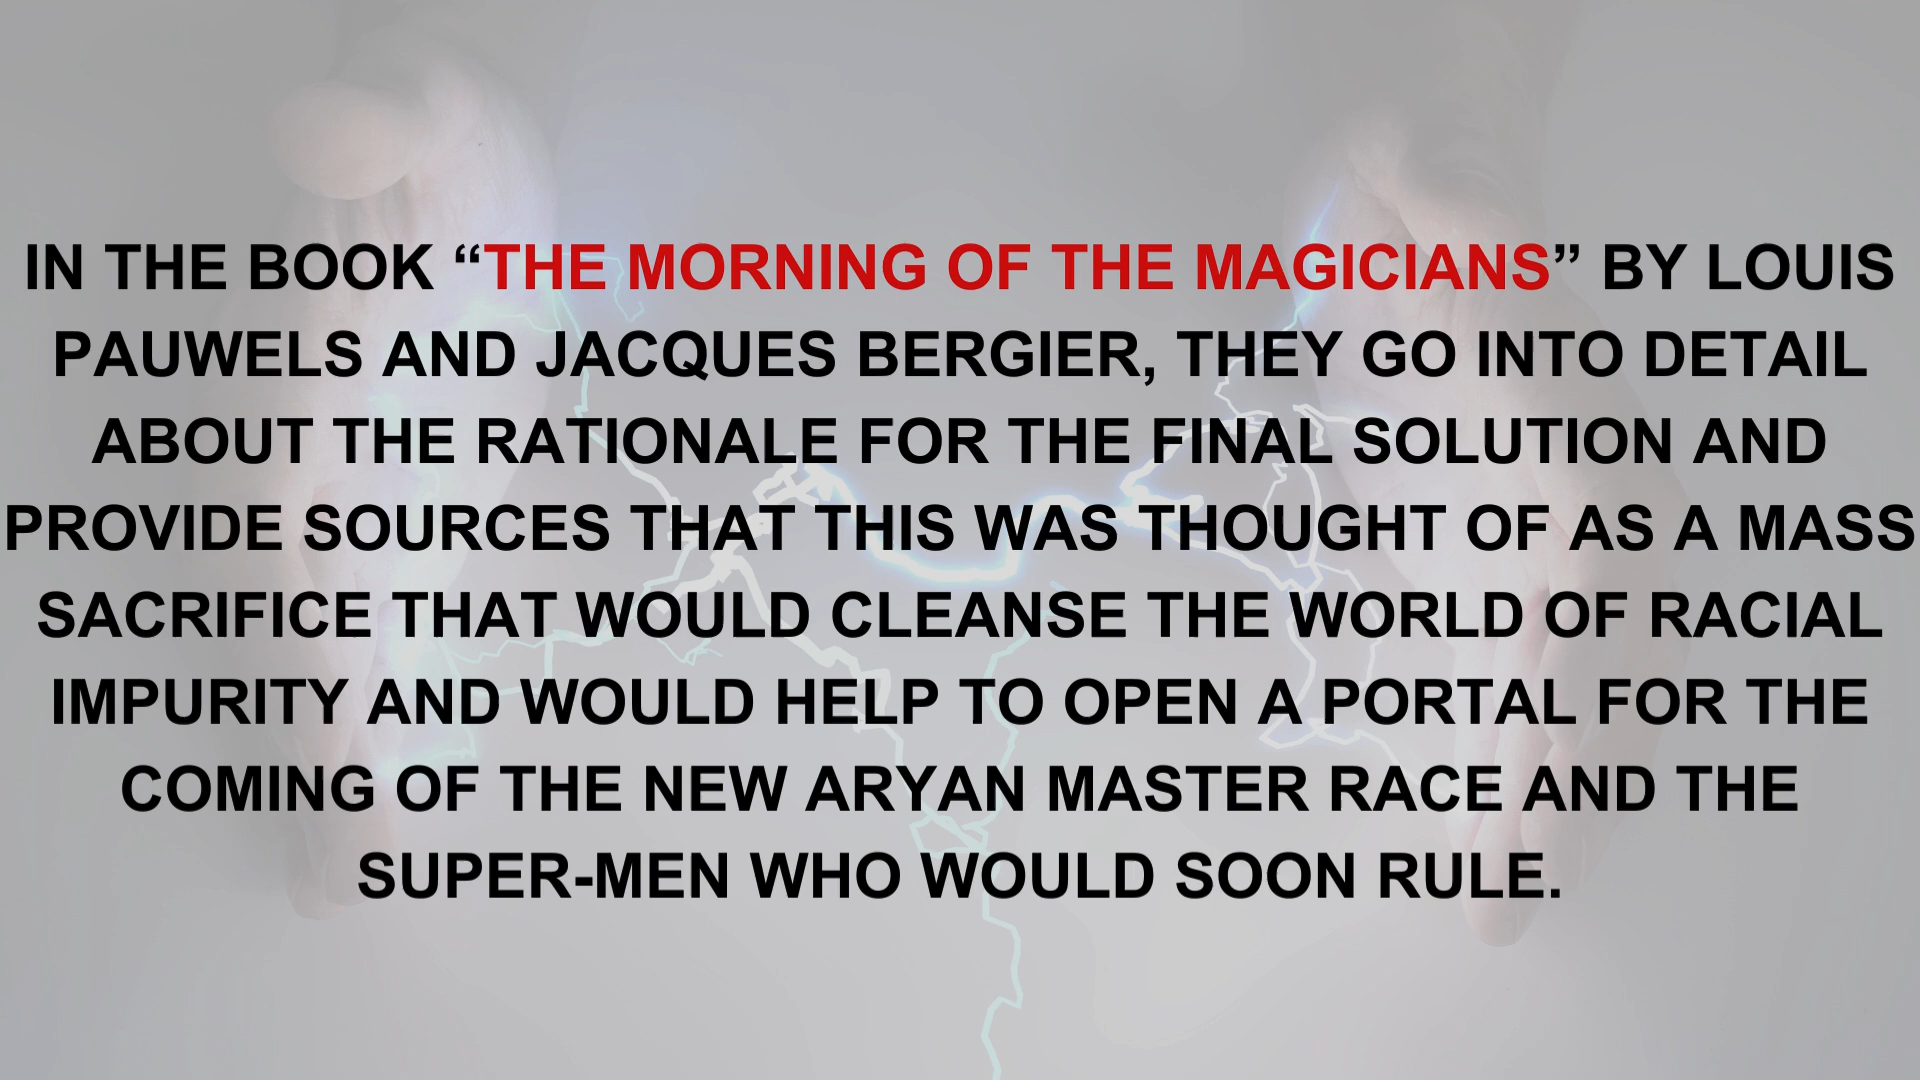 IN THE BOOK “THE MORNING OF THE MAGICIANS” BY LOUIS
PAUWELS AND JACQUES BERGIER, THEY GO INTO DETAIL
ABOUT THE RATIONALE FOR THE FINAL SOLUTION AND
PROVIDE SOURCES THAT THIS WAS THOUGHT OF AS A MASS
SACRIFICE THAT WOULD CLEANSE THE WORLD OF RACIAL
IMPURITY AND WOULD HELP TO OPEN A PORTAL FOR THE
COMING OF THE NEW ARYAN MASTER RACE AND THE
SUPER-MEN WHO WOULD SOON RULE.